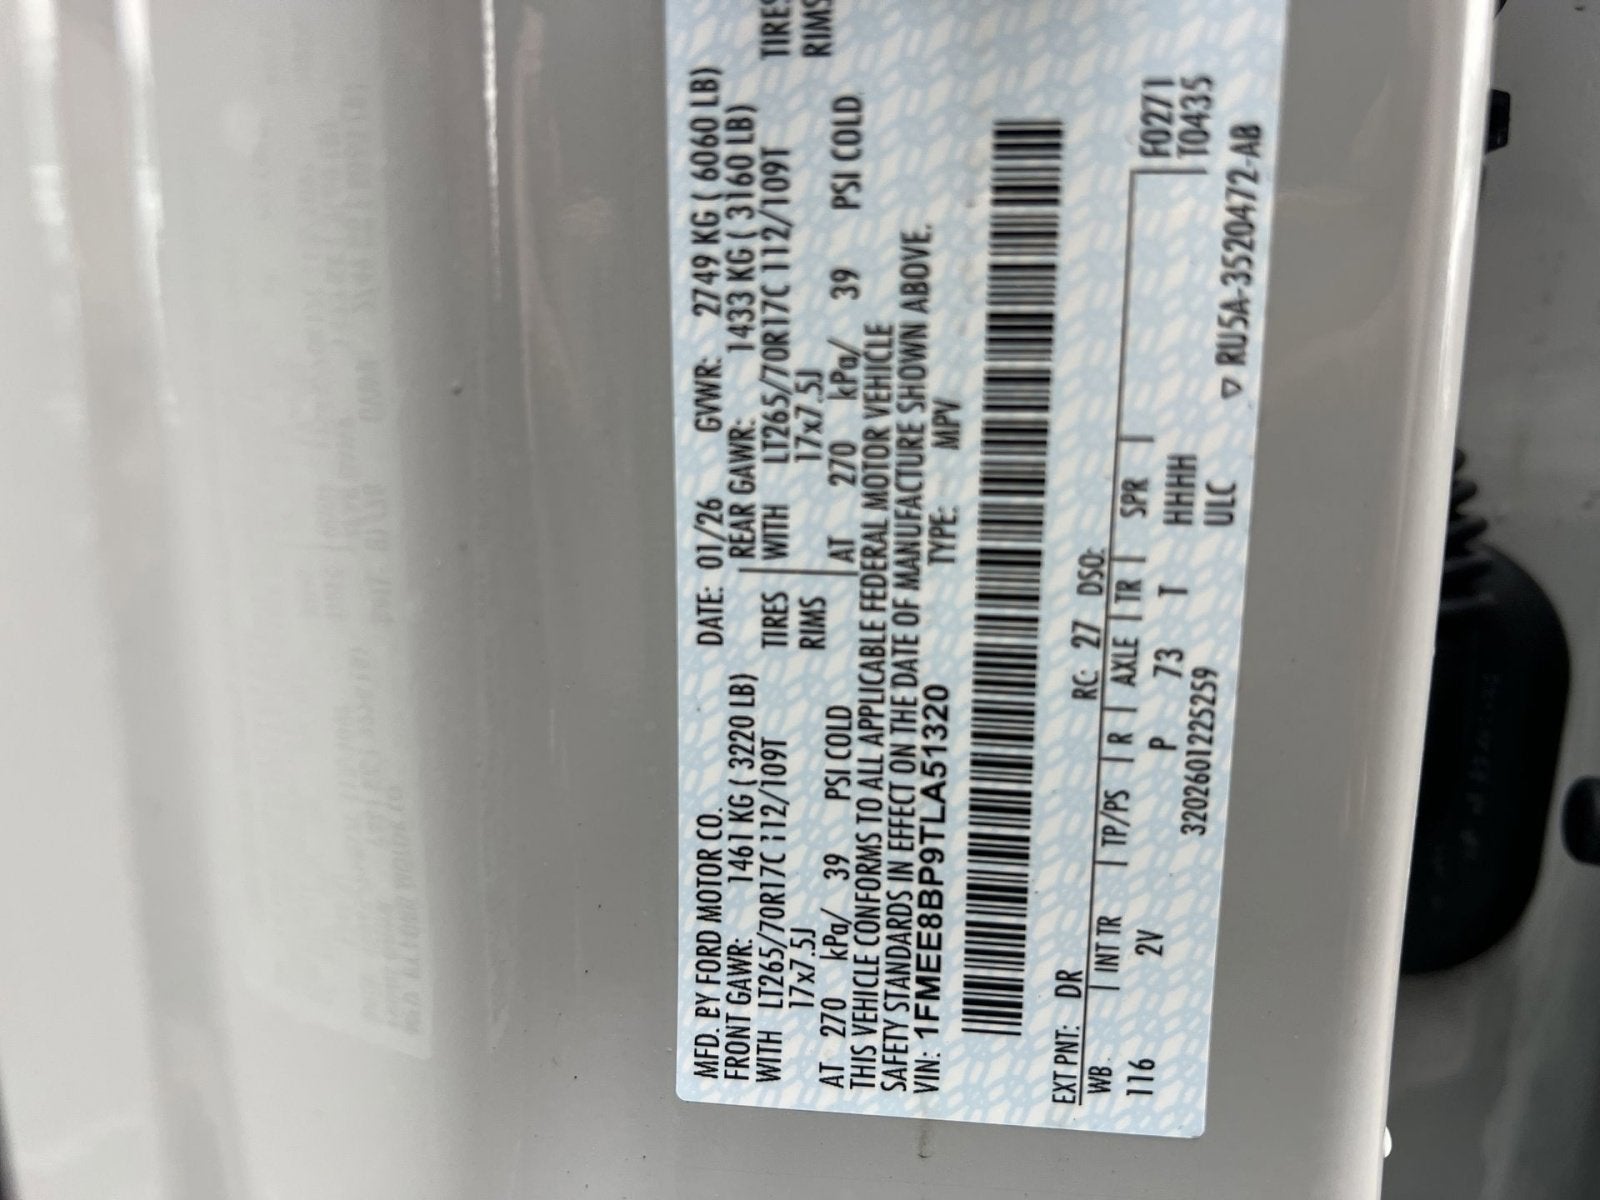 MFD. BY FORD MOTOR CO.
DATE: 01/26 GVWR: 2749 KG ( 6060 LB)
FRONT GAWR: 1461 KG ( 3220 LB) REAR GAWR: 1433 KG ( 3160 LB)
WITH LT265/70R17C 112/109T TIRES WITH LT265/70R17C 112/109T TIRES
17x7.5J RIMS 17x7.5J RIMS
AT 270 kPa/ 39 PSI COLD AT 270 kPa/ 39 PSI COLD
THIS VEHICLE CONFORMS TO ALL APPLICABLE FEDERAL MOTOR VEHICLE
SAFETY STANDARDS IN EFFECT ON THE DATE OF MANUFACTURE SHOWN ABOVE.
VIN: 1FMEE8BP9TLA51320 TYPE: MPV
EXT PNT: DR RC: 27 DSO:
WB INT TR TP/PS R AXLE TR SPR F0271
116 2V P 73 T HHHH T0435
3202601225259 ULC
▽ RU5A-3520472-AB